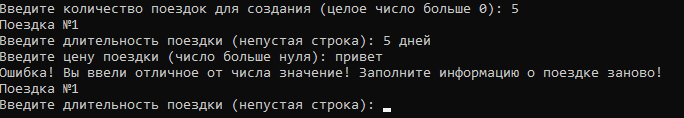 Введите количество поездок для создания (целое число больше 0): 5
Поездка №1
Введите длительность поездки (непустая строка): 5 дней
Введите цену поездки (число больше нуля): привет
Ошибка! Вы ввели отличное от числа значение! Заполните информацию о поездке заново!
Поездка №1
Введите длительность поездки (непустая строка):